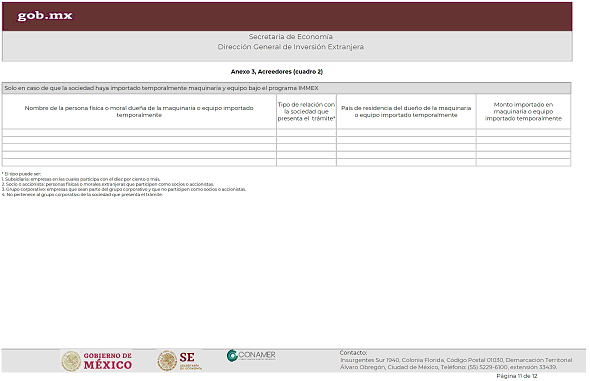 gob.mx
Secretaría de Economía
Dirección General de Inversión Extranjera
Anexo 3, Acreedores (cuadro 2)
Solo en caso de que la sociedad haya importado temporalmente maquinaria y equipo bajo el programa IMMEX
Nombre de la persona física o moral dueña de la maquinaria o equipo importado
temporalmente
Tipo de relación con
la sociedad que
presenta el trámite*
País de residencia del dueño de la maquinaria
o equipo importado temporalmente
Monto importado en
maquinaria o equipo
importado temporalmente
* El tipo puede ser:
1. Subsidiaria: empresas en las cuales participa con el diez por ciento o más.
2. Socio o accionista: personas físicas o morales extranjeras que participen como socios o accionistas.
3. Grupo corporativo: empresas que sean parte del grupo corporativo y que no participen como socios o accionistas.
4. No pertenece al grupo corporativo de la sociedad que presenta el trámite.
GOBIERNO DE
MÉXICO
SE
SECRETARÍA
DE ECONOMÍA
CONAMER
Contacto:
Insurgentes Sur 1940, Colonia Florida, Código Postal 01030, Demarcación Territorial
Álvaro Obregón, Ciudad de México, Teléfono: (55) 5229-6100, extensión 33439.
Página 11 de 12